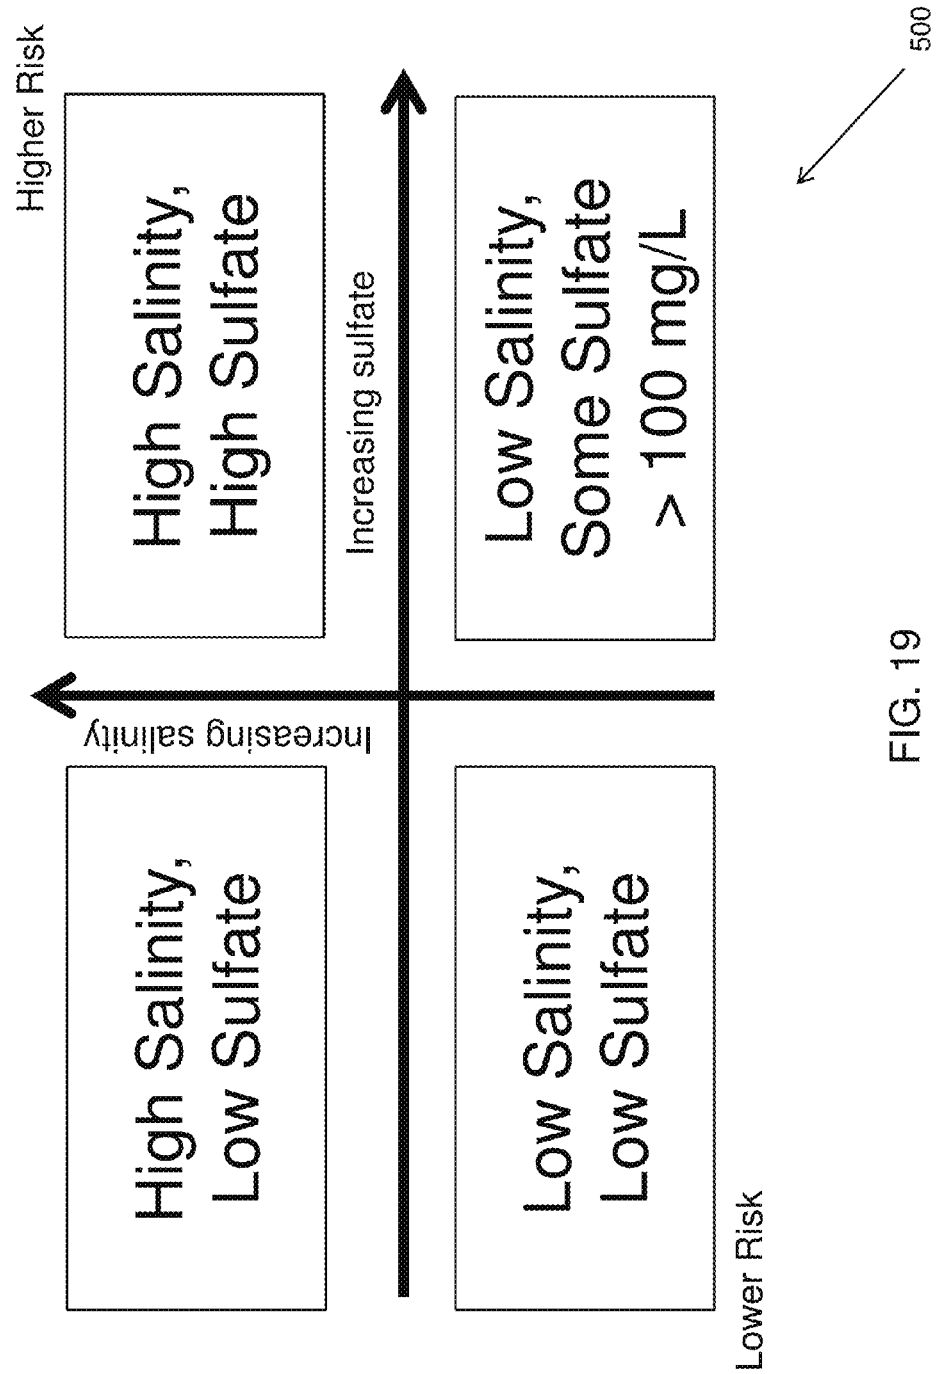 Higher Risk
High Salinity,
Low Sulfate
Increasing salinity
High Salinity,
High Sulfate
Increasing sulfate
Low Salinity,
Low Sulfate
Low Salinity,
Some Sulfate
> 100 mg/L
Lower Risk
500
FIG. 19